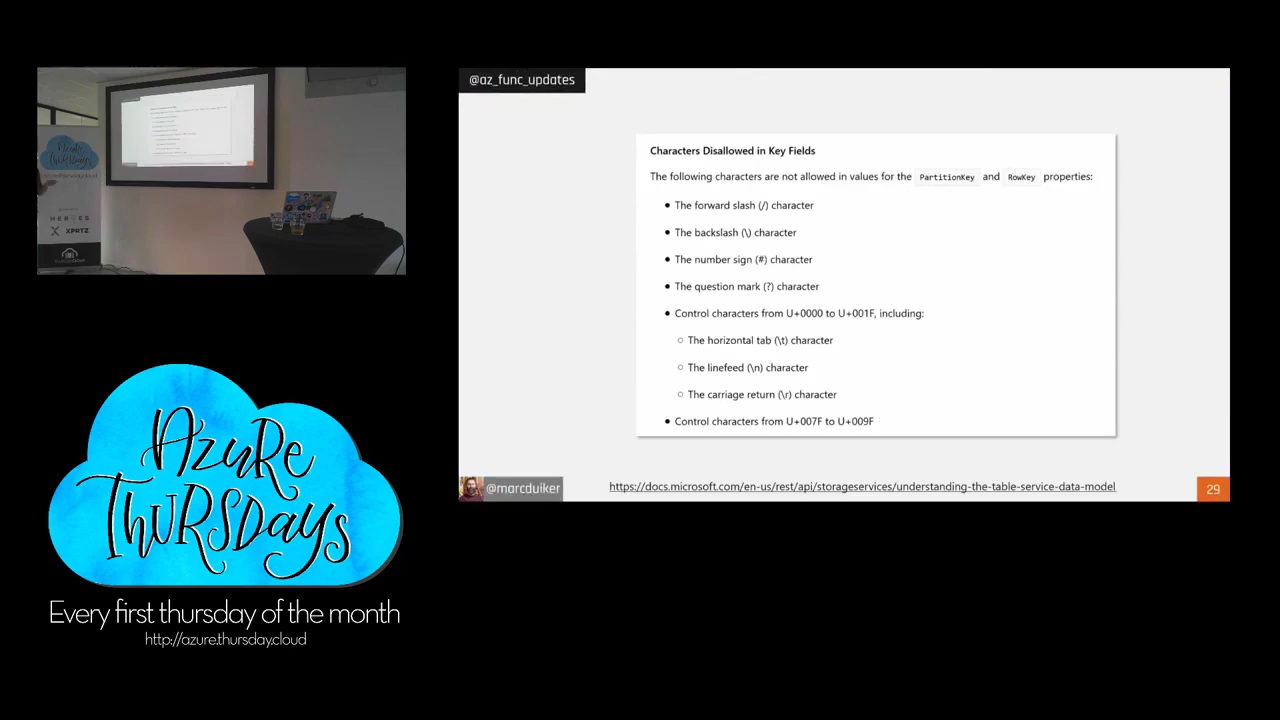 @az_func_updates
Characters Disallowed in Key Fields
The following characters are not allowed in values for the PartitionKey and RowKey properties:
• The forward slash (/) character
• The backslash (\) character
• The number sign (#) character
• The question mark (?) character
• Control characters from U+0000 to U+001F, including:
○ The horizontal tab (\t) character
○ The linefeed (\n) character
○ The carriage return (\r) character
• Control characters from U+007F to U+009F
@marcduiker
https://docs.microsoft.com/en-us/rest/api/storageservices/understanding-the-table-service-data-model
29
AZURE
THURSDAYS
HEROES
XPRTZ
Azure
Thursdays
Every first thursday of the month
http://azure.thursday.cloud